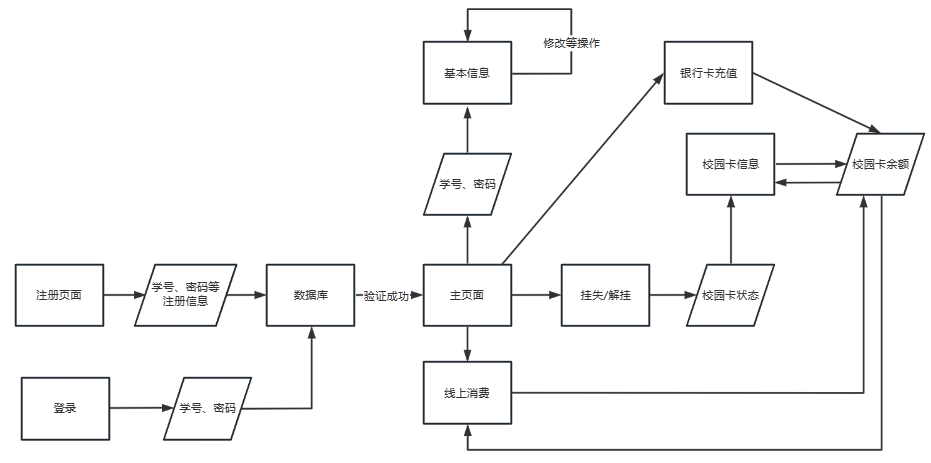 修改等操作
基本信息
银行卡充值
校园卡信息
校园卡余额
学号、密码
注册页面
学号、密码等
注册信息
数据库
验证成功
主页面
挂失/解挂
校园卡状态
线上消费
登录
学号、密码